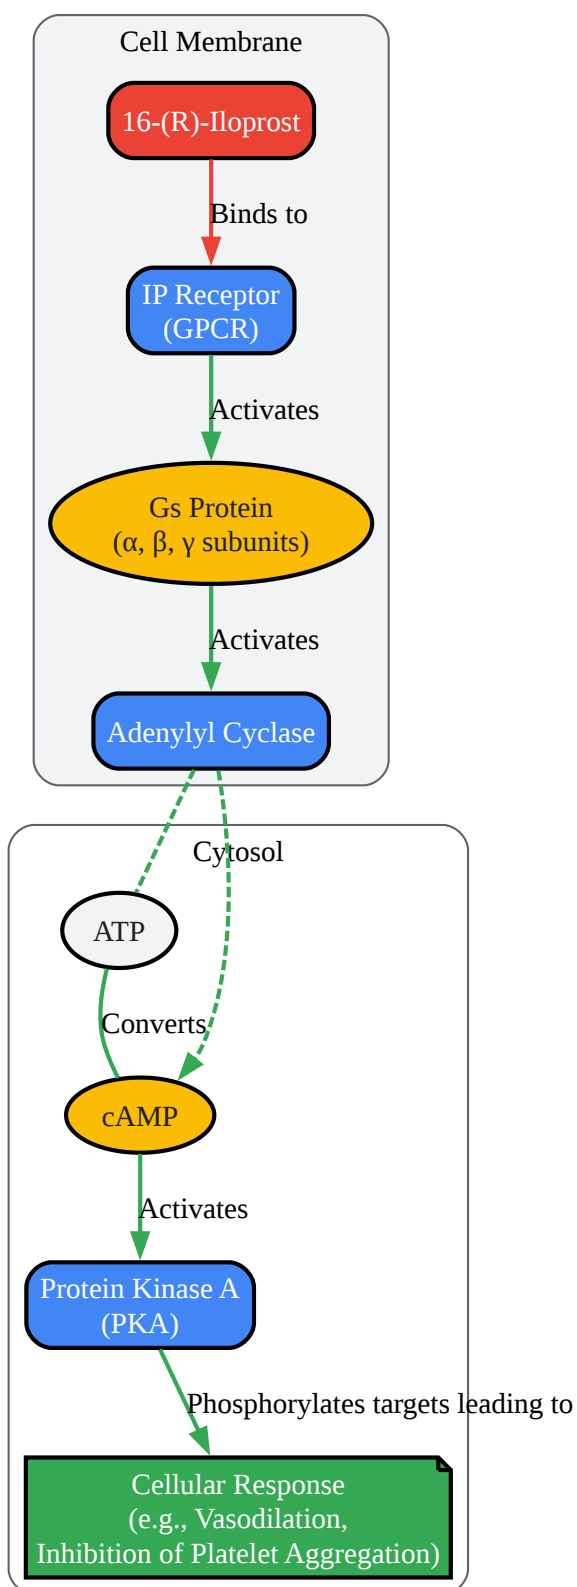 Cell Membrane
16-(R)-Iloprost
Binds to
IP Receptor
(GPCR)
Activates
Gs Protein
(α, β, γ subunits)
Activates
Adenylyl Cyclase
Cytosol
ATP
Converts
cAMP
Activates
Protein Kinase A
(PKA)
Phosphorylates targets leading to
Cellular Response
(e.g., Vasodilation,
Inhibition of Platelet Aggregation)